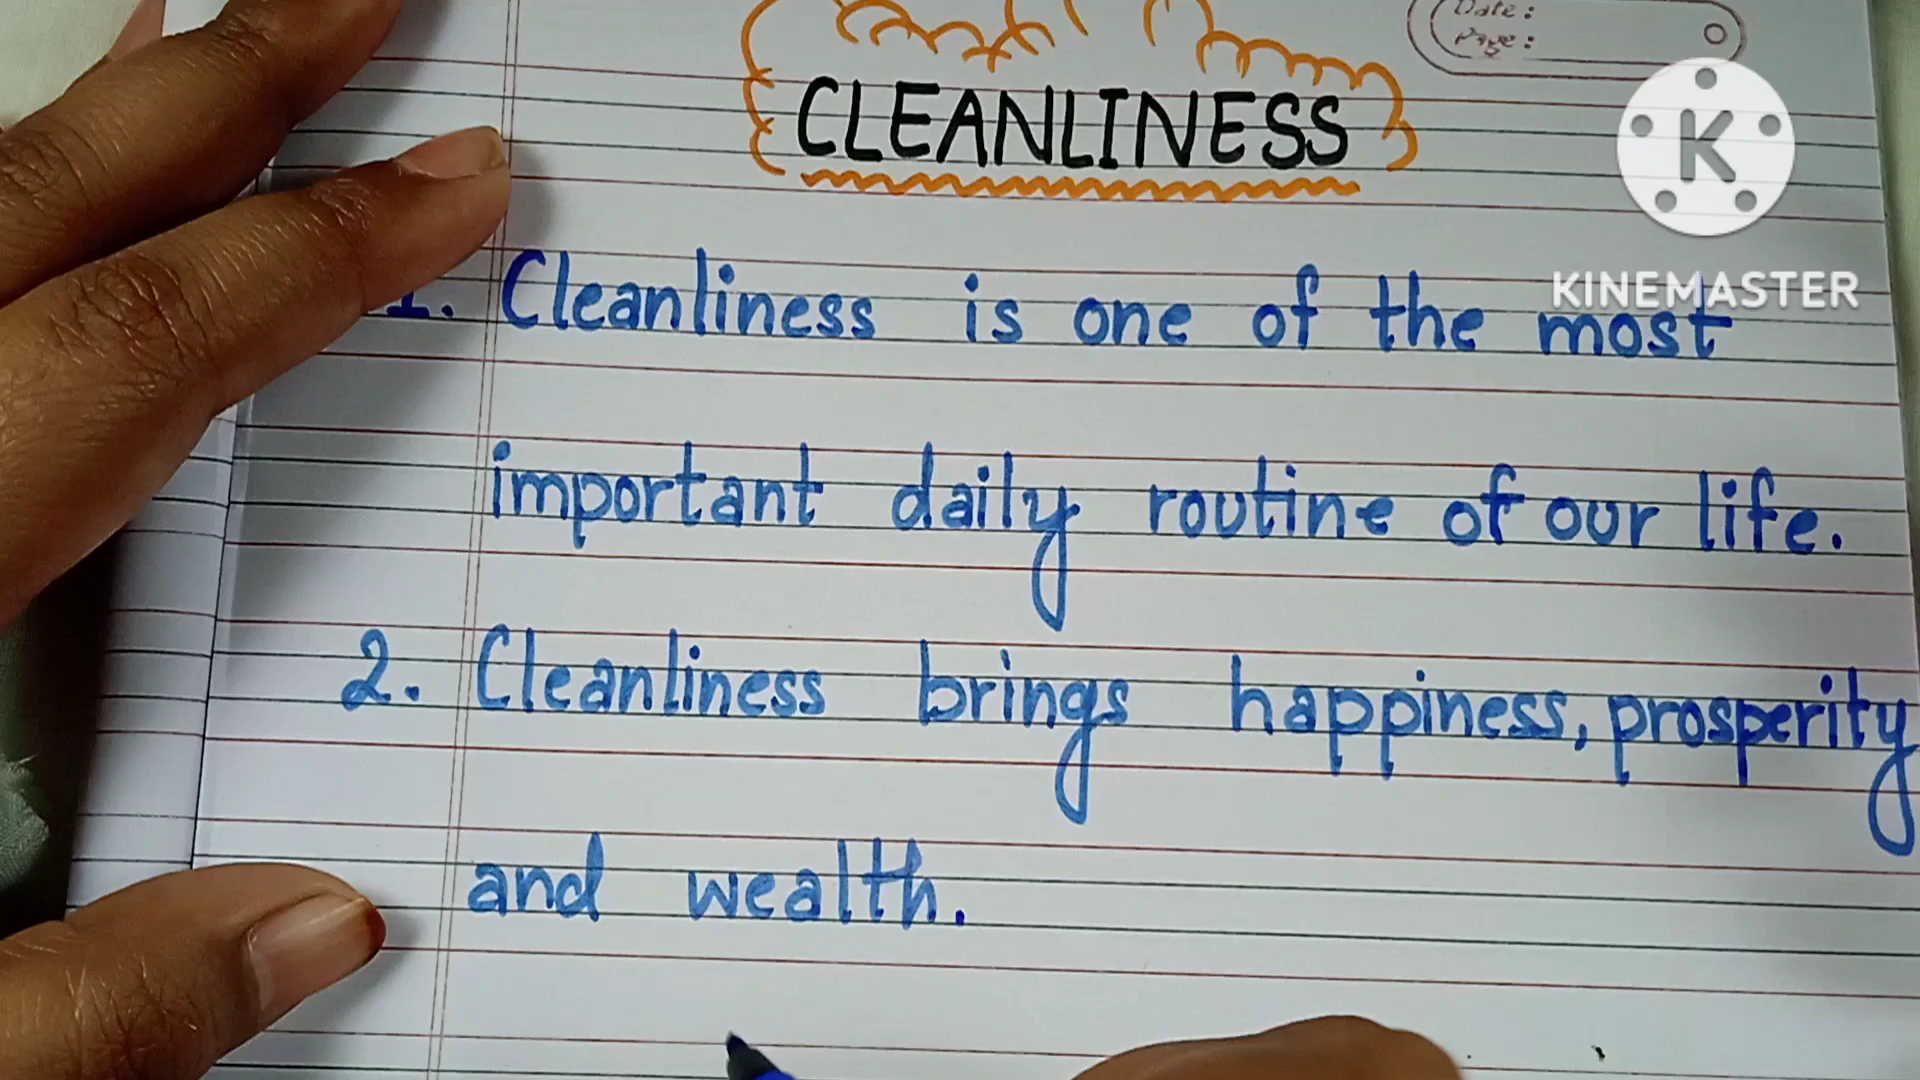 Date:
Page:
CLEANLINESS
K
KINEMASTER
1. Cleanliness is one of the most
important daily routine of our life.
2. Cleanliness brings happiness, prosperity
and wealth.